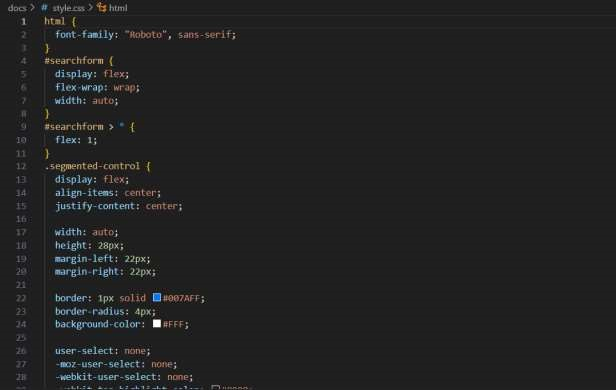 docs > # style.css > html
1 html {
2 font-family: "Roboto", sans-serif;
3 }
4 #searchform {
5 display: flex;
6 flex-wrap: wrap;
7 width: auto;
8 }
9 #searchform > * {
10 flex: 1;
11 }
12 .segmented-control {
13 display: flex;
14 align-items: center;
15 justify-content: center;
16
17 width: auto;
18 height: 28px;
19 margin-left: 22px;
20 margin-right: 22px;
21
22 border: 1px solid #007AFF;
23 border-radius: 4px;
24 background-color: #FFF;
25
26 user-select: none;
27 -moz-user-select: none;
28 -webkit-user-select: none;